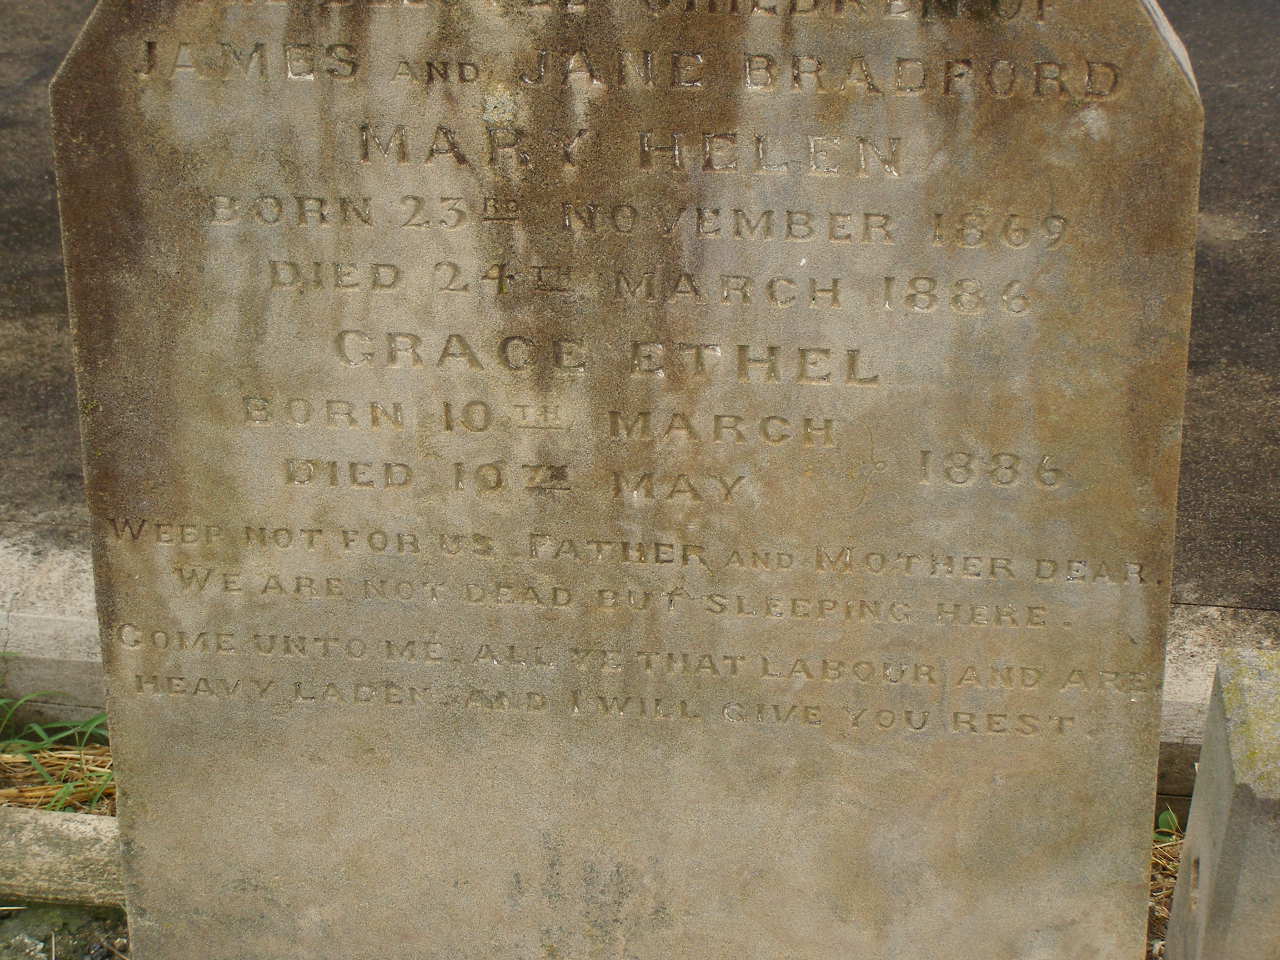 CHILDREN OF
JAMES AND JANE BRADFORD
MARY HELEN
BORN 23RD NOVEMBER 1869
DIED 24TH MARCH 1886
GRACE ETHEL
BORN 10TH MARCH
DIED 10TH MAY 1886
WEEP NOT FOR US FATHER AND MOTHER DEAR.
WE ARE NOT DEAD BUT SLEEPING HERE.
COME UNTO ME, ALL YE THAT LABOUR AND ARE
HEAVY LADEN, AND I WILL GIVE YOU REST.